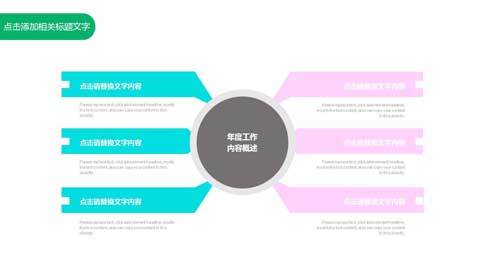 点击添加相关标题文字
点击请替换文字内容
Please replace text, click add relevant headline, modify
the text content, also can copy your content to this
directly.
点击请替换文字内容
Please replace text, click add relevant headline, modify
the text content, also can copy your content to this
directly.
点击请替换文字内容
Please replace text, click add relevant headline, modify
the text content, also can copy your content to this
directly.
年度工作
内容概述
点击请替换文字内容
Please replace text, click add relevant headline,
modify the text content, also can copy your content
to this directly.
点击请替换文字内容
Please replace text, click add relevant headline,
modify the text content, also can copy your content
to this directly.
点击请替换文字内容
Please replace text, click add relevant headline,
modify the text content, also can copy your content
to this directly.